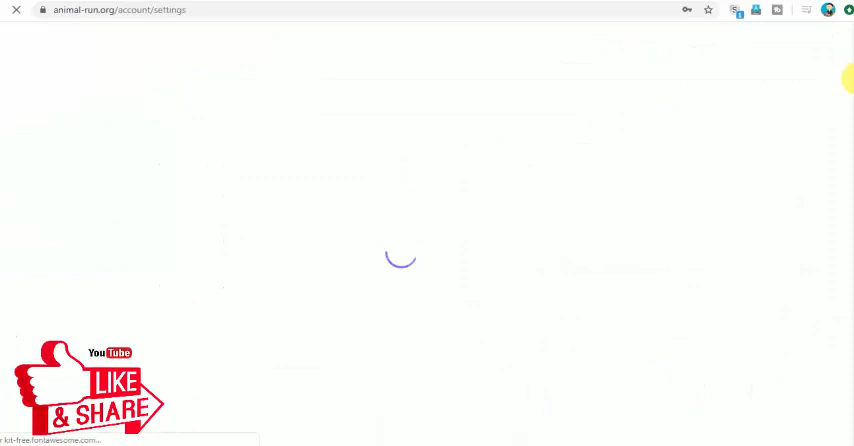 animal-run.org/account/settings
YouTube
LIKE
& SHARE
r kit-free.fontawesome.com...